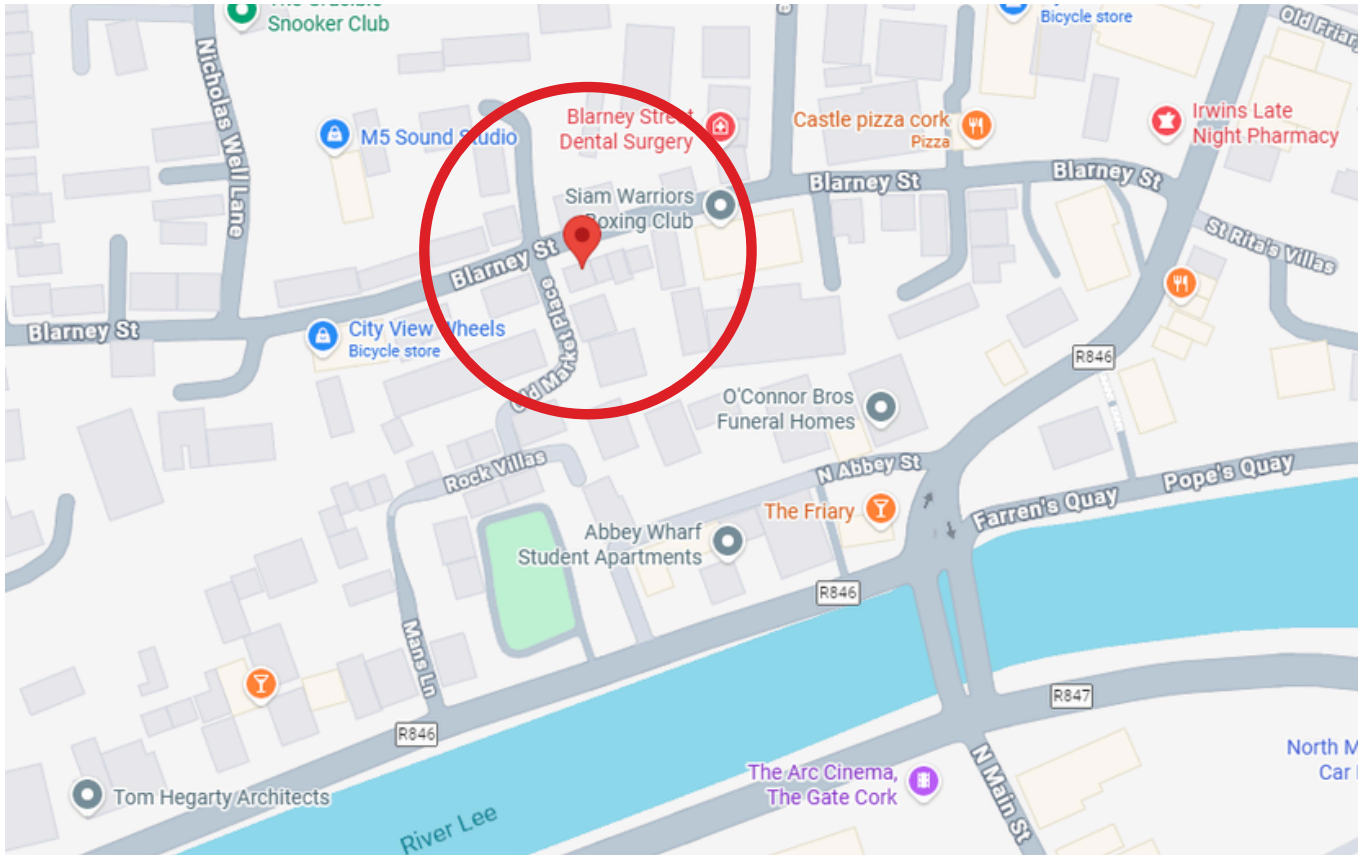 The Crucible
Snooker Club
Bicycle store
Old Friary
Nicholas Well Lane
M5 Sound Studio
Blarney Street
Dental Surgery
Castle pizza cork
Pizza
Irwins Late
Night Pharmacy
Siam Warriors
Boxing Club
Blarney St
Blarney St
St Rita's Villas
Blarney St
Blarney St
City View Wheels
Bicycle store
Old Market Place
R846
O'Connor Bros
Funeral Homes
Rock Villas
N Abbey St
Pope's Quay
Farren's Quay
The Friary
Abbey Wharf
Student Apartments
R846
Mans Ln
R846
R847
The Arc Cinema,
The Gate Cork
N Main St
North M
Car
Tom Hegarty Architects
River Lee